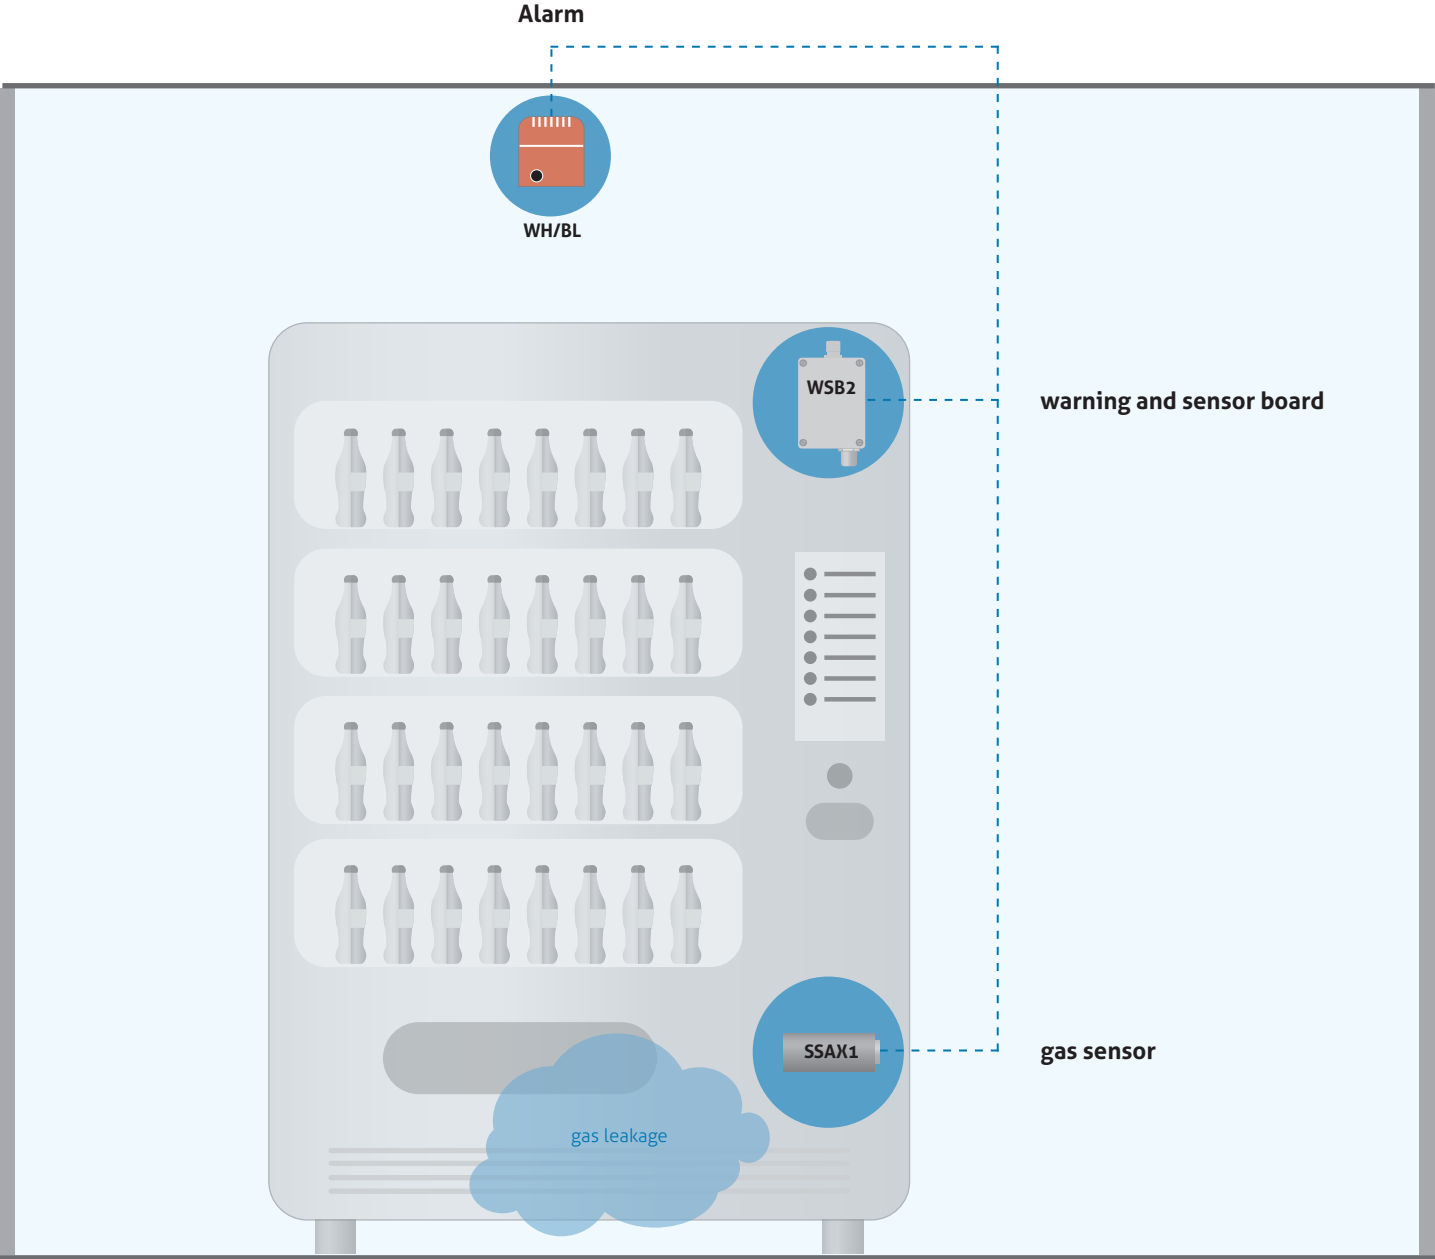 Alarm
WH/BL
WSB2
warning and sensor board
SSAX1
gas sensor
gas leakage